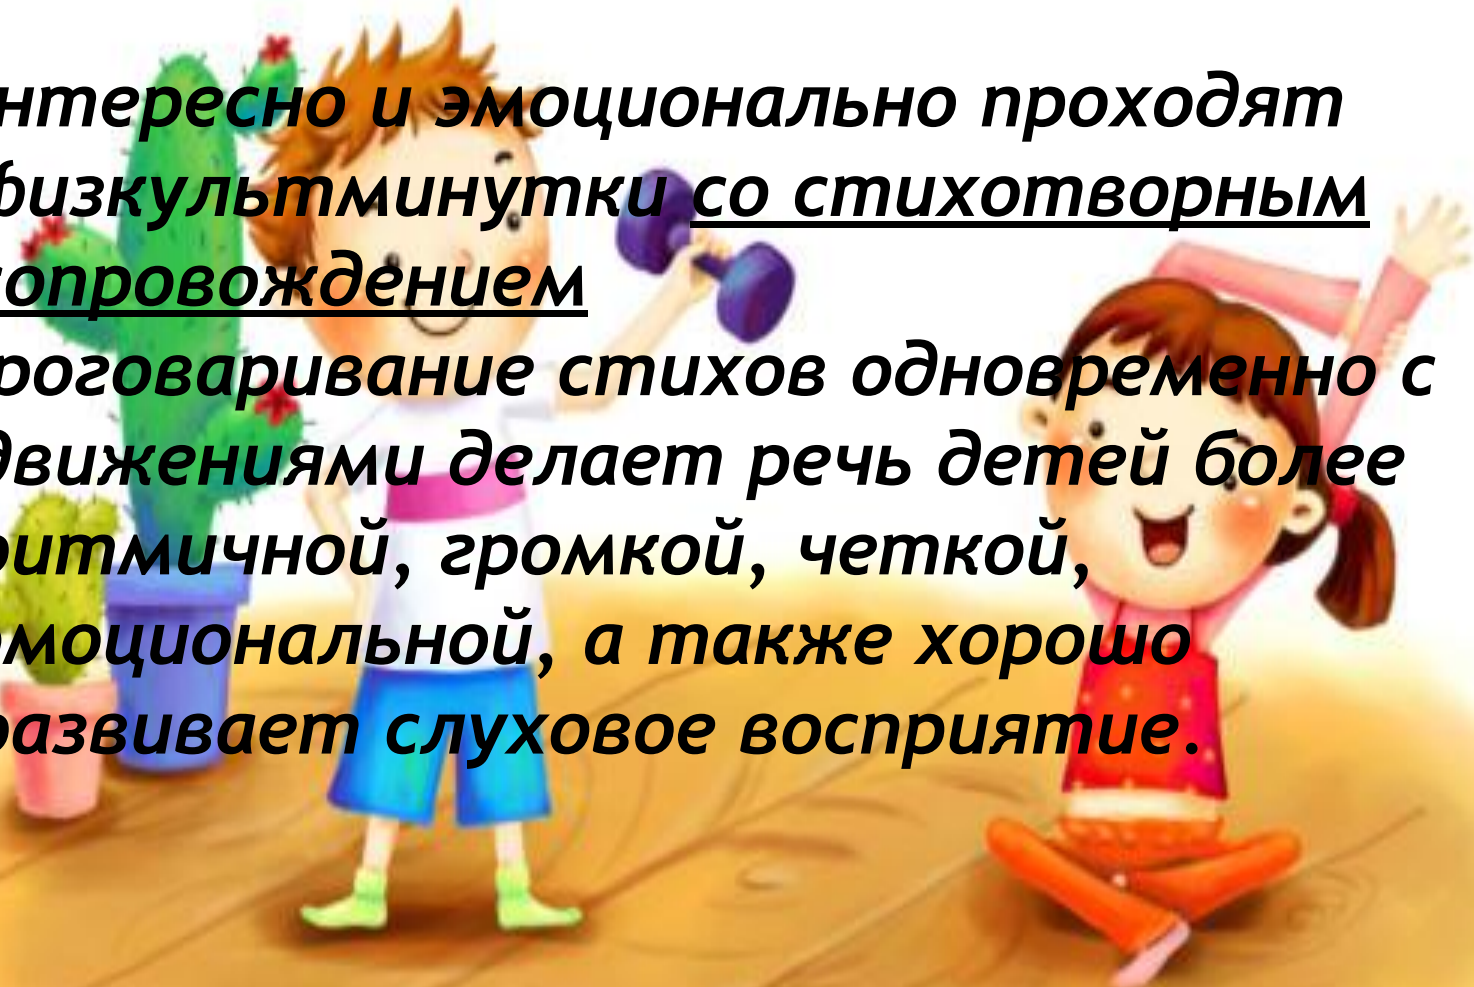 нтересно и эмоционально проходят
физкультминутки со стихотворным
сопровождением
роговаривание стихов одновременно с
движениями делает речь детей более
ритмичной, громкой, четкой,
эмоциональной, а также хорошо
развивает слуховое восприятие.